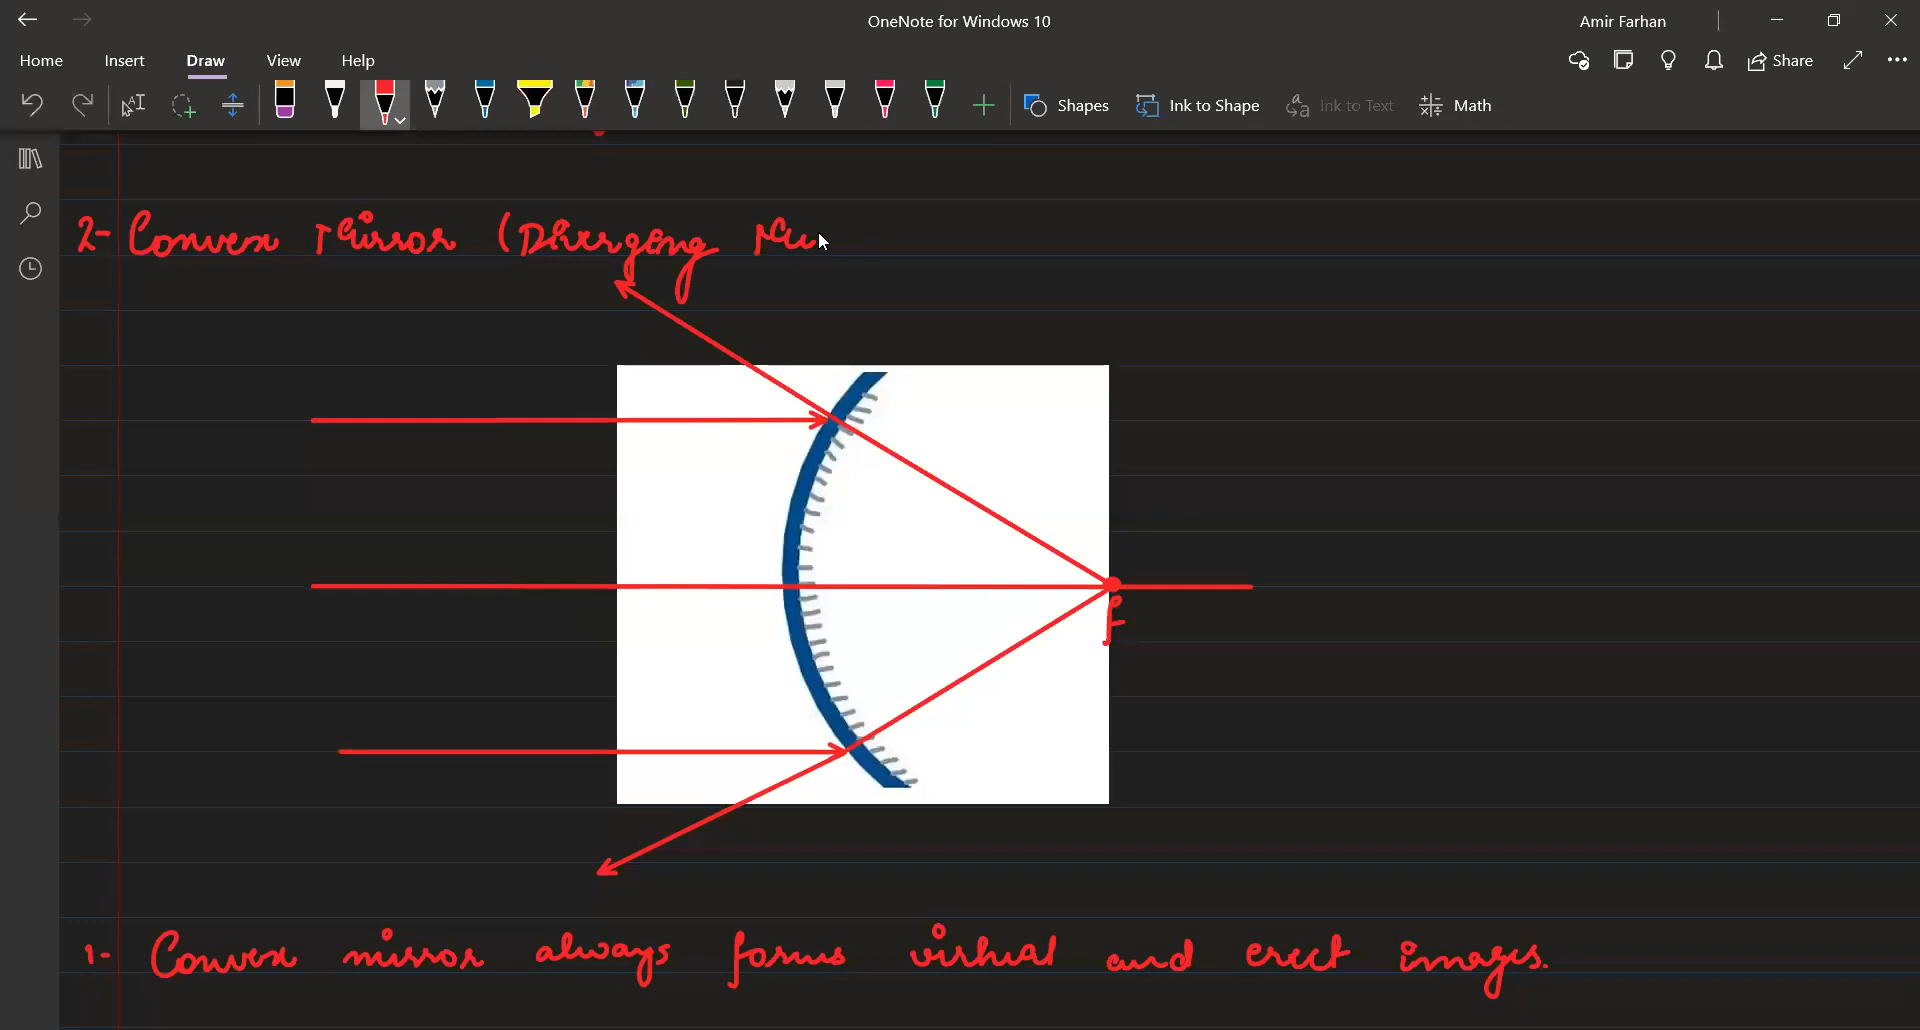 OneNote for Windows 10
Amir Farhan
Home Insert Draw View Help
Share
Shapes Ink to Shape Ink to Text Math
2- Convex Mirror (Diverging
F
1- Convex mirror always forms virtual and erect images.